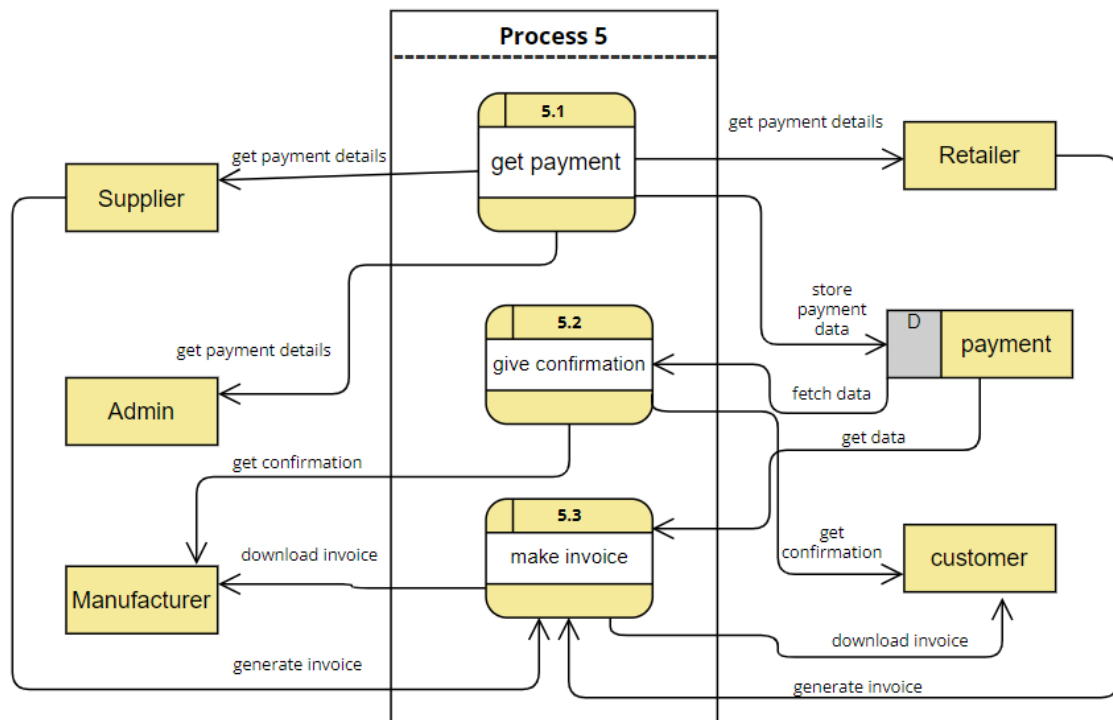 Process 5
5.1
get payment
get payment details
Retailer
get payment details
Supplier
store
payment
data
D
payment
5.2
give confirmation
get payment details
Admin
fetch data
get data
get confirmation
5.3
make invoice
get
confirmation
customer
download invoice
Manufacturer
download invoice
generate invoice
generate invoice